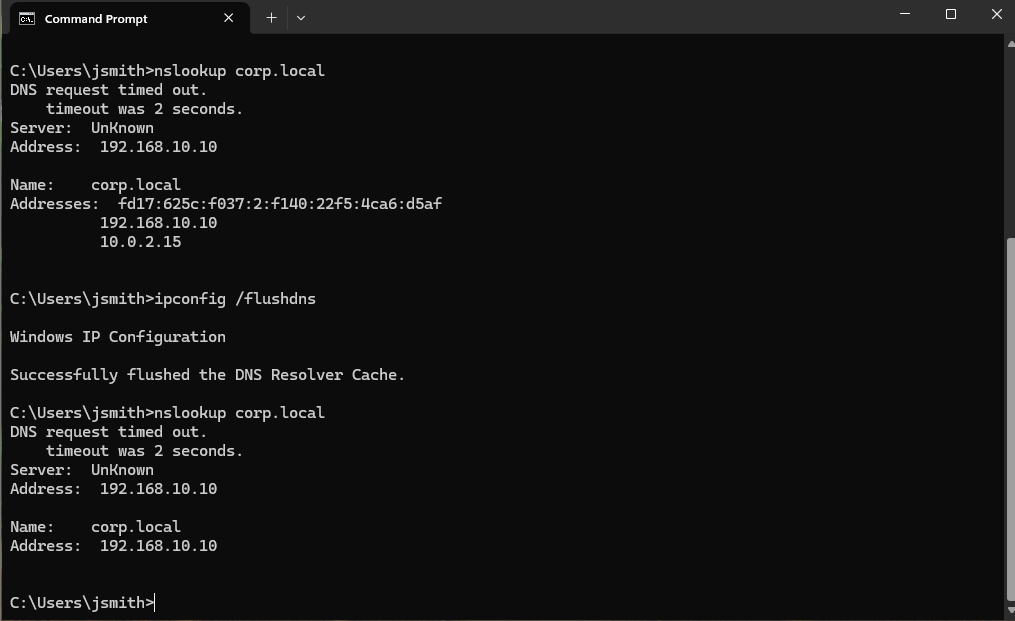 Command Prompt
C:\Users\jsmith>nslookup corp.local
DNS request timed out.
    timeout was 2 seconds.
Server:  UnKnown
Address:  192.168.10.10

Name:    corp.local
Addresses:  fd17:625c:f037:2:f140:22f5:4ca6:d5af
          192.168.10.10
          10.0.2.15


C:\Users\jsmith>ipconfig /flushdns

Windows IP Configuration

Successfully flushed the DNS Resolver Cache.

C:\Users\jsmith>nslookup corp.local
DNS request timed out.
    timeout was 2 seconds.
Server:  UnKnown
Address:  192.168.10.10

Name:    corp.local
Address:  192.168.10.10


C:\Users\jsmith>